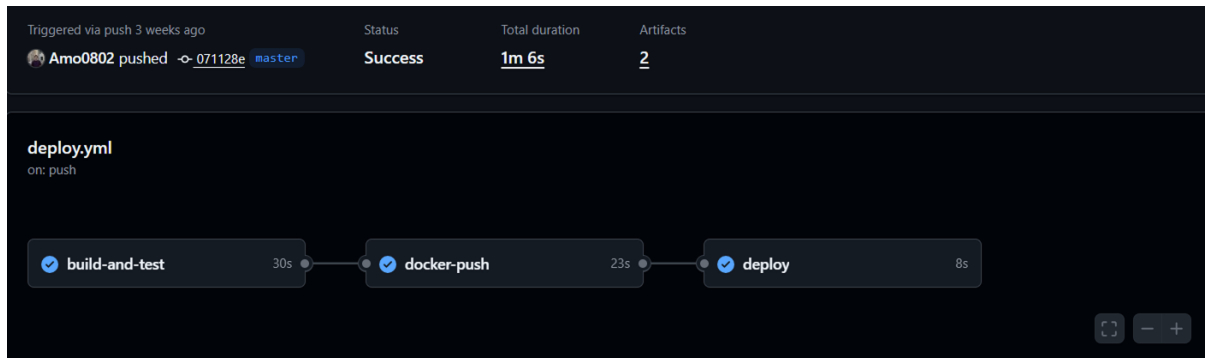 Triggered via push 3 weeks ago
Amo0802 pushed 071128e master
Status
Success
Total duration
1m 6s
Artifacts
2
deploy.yml
on: push
build-and-test 30s
docker-push 23s
deploy 8s